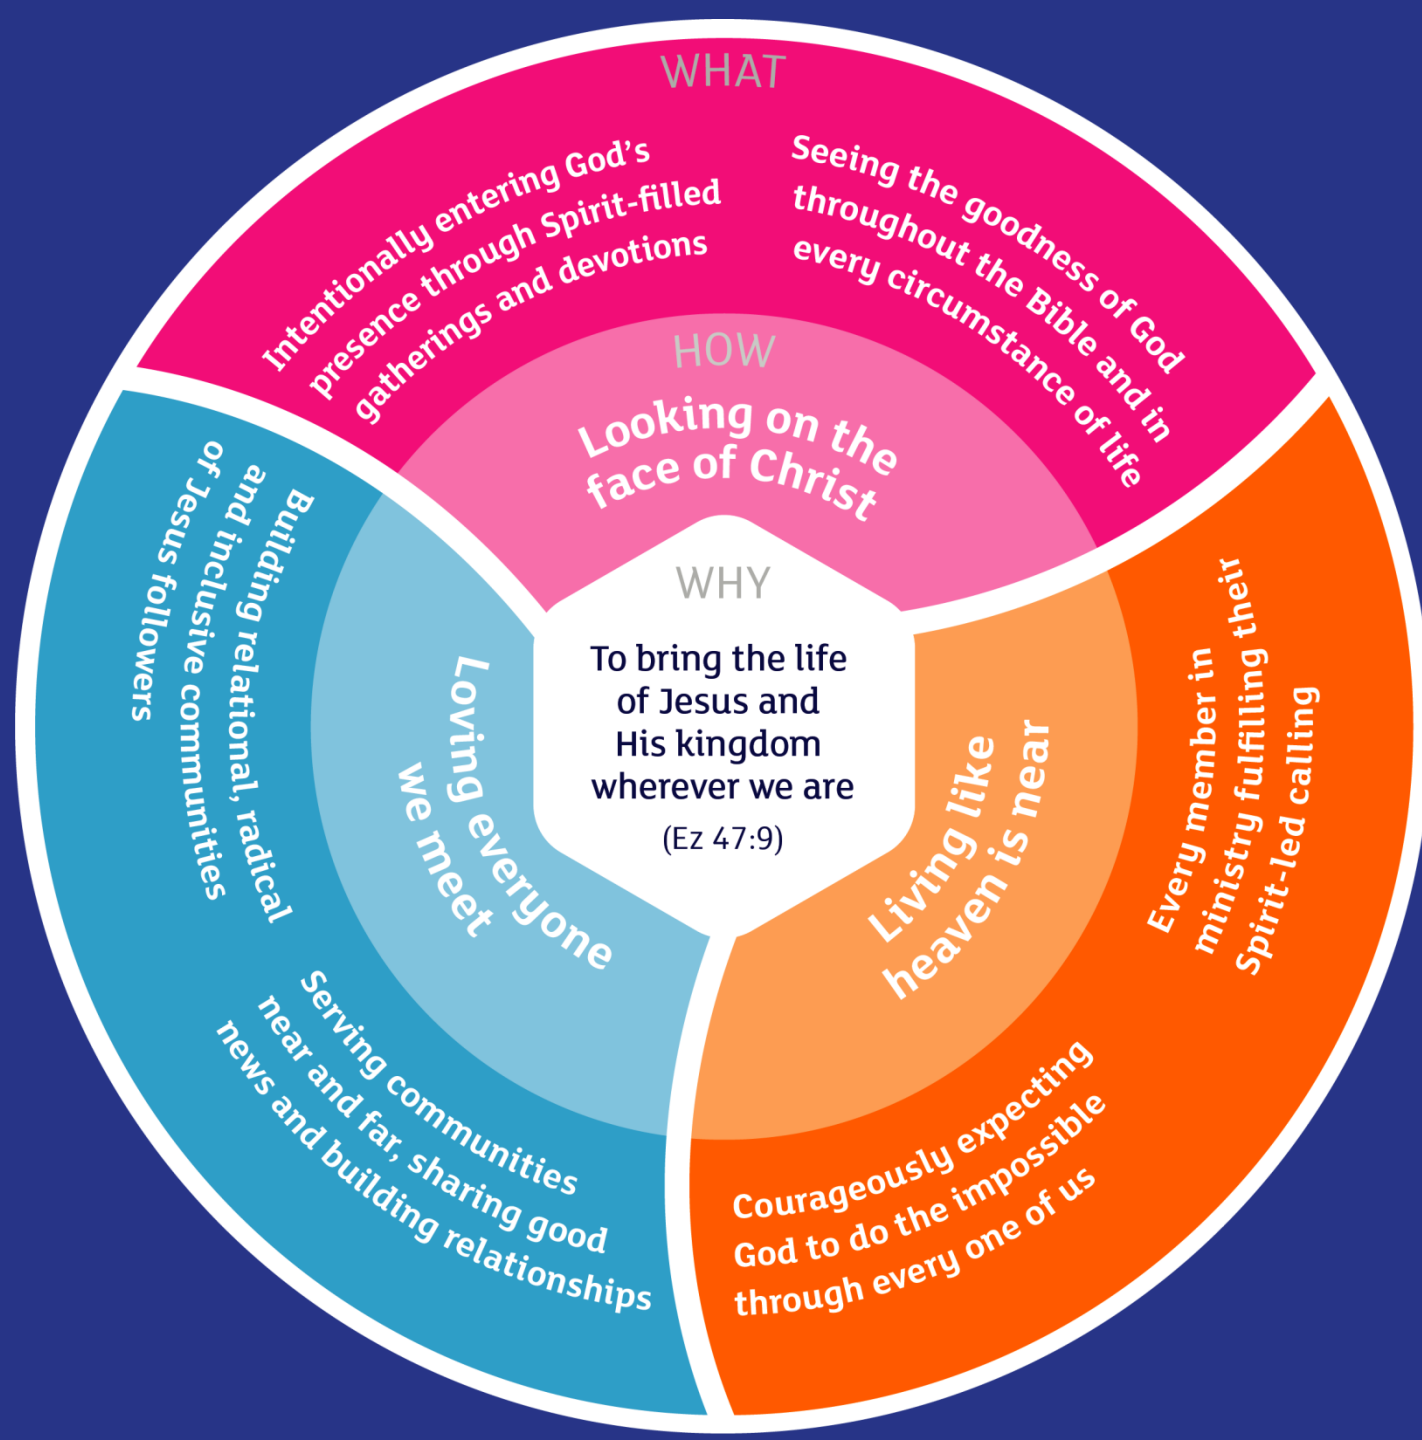 WHAT
Intentionally entering God's
presence through Spirit-filled
gatherings and devotions
Seeing the goodness of God
throughout the Bible and in
every circumstance of life
HOW
Looking on the
face of Christ
WHY
To bring the life
of Jesus and
His kingdom
wherever we are
(Ez 47:9)
Living like
heaven is near
Every member in
ministry fulfilling their
Spirit-led calling
Courageously expecting
God to do the impossible
through every one of us
Loving everyone
we meet
Building relational, radical
and inclusive communities
of Jesus followers
Serving communities
near and far, sharing good
news and building relationships